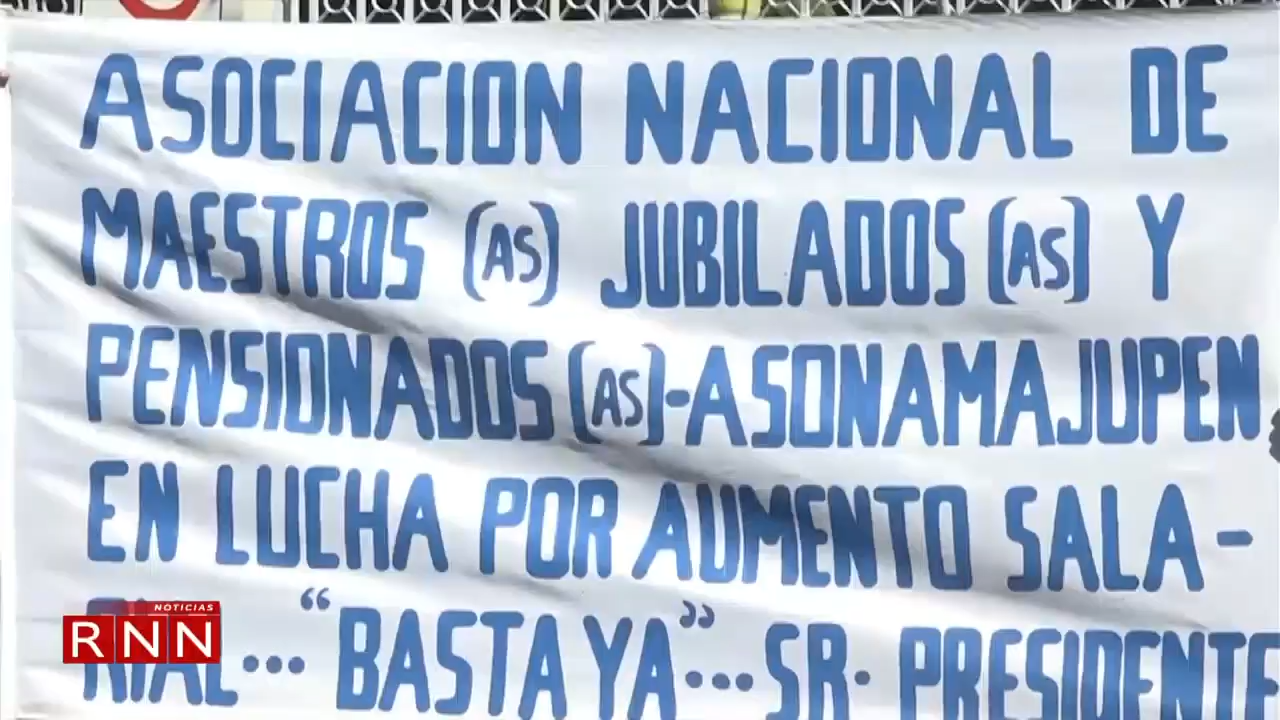 ASOCIACION NACIONAL DE
MAESTROS (AS) JUBILADOS (AS) Y
PENSIONADOS (AS)-ASONAMAJUPEN
EN LUCHA POR AUMENTO SALA-
RIAL... "BASTA YA"... SR. PRESIDENTE
NOTICIAS
RNN